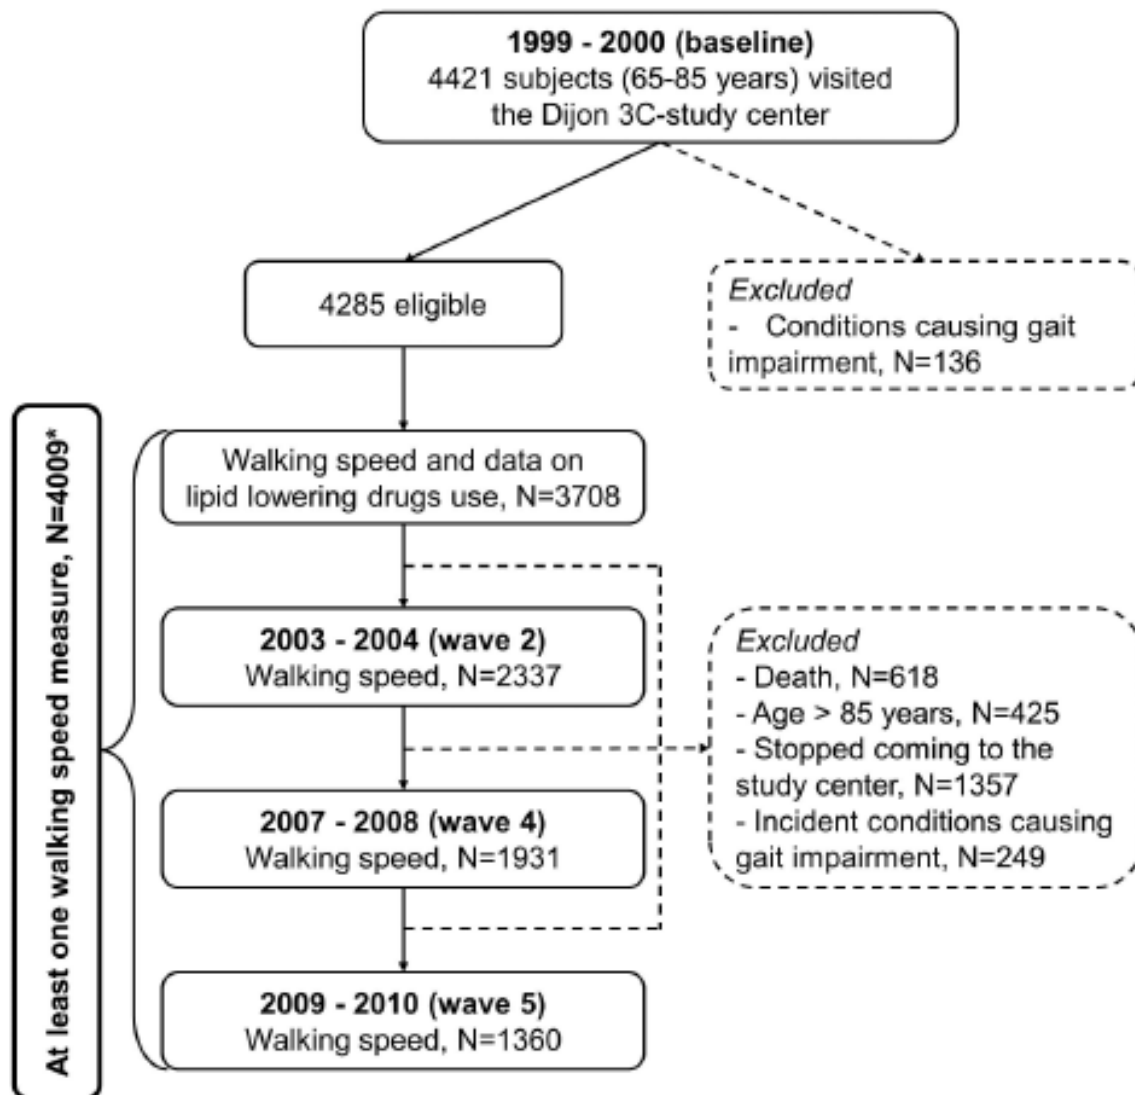 1999 - 2000 (baseline)
4421 subjects (65-85 years) visited
the Dijon 3C-study center
4285 eligible
Excluded
- Conditions causing gait
impairment, N=136
At least one walking speed measure, N=4009*
Walking speed and data on
lipid lowering drugs use, N=3708
2003 - 2004 (wave 2)
Walking speed, N=2337
Excluded
- Death, N=618
- Age > 85 years, N=425
- Stopped coming to the
study center, N=1357
- Incident conditions causing
gait impairment, N=249
2007 - 2008 (wave 4)
Walking speed, N=1931
2009 - 2010 (wave 5)
Walking speed, N=1360